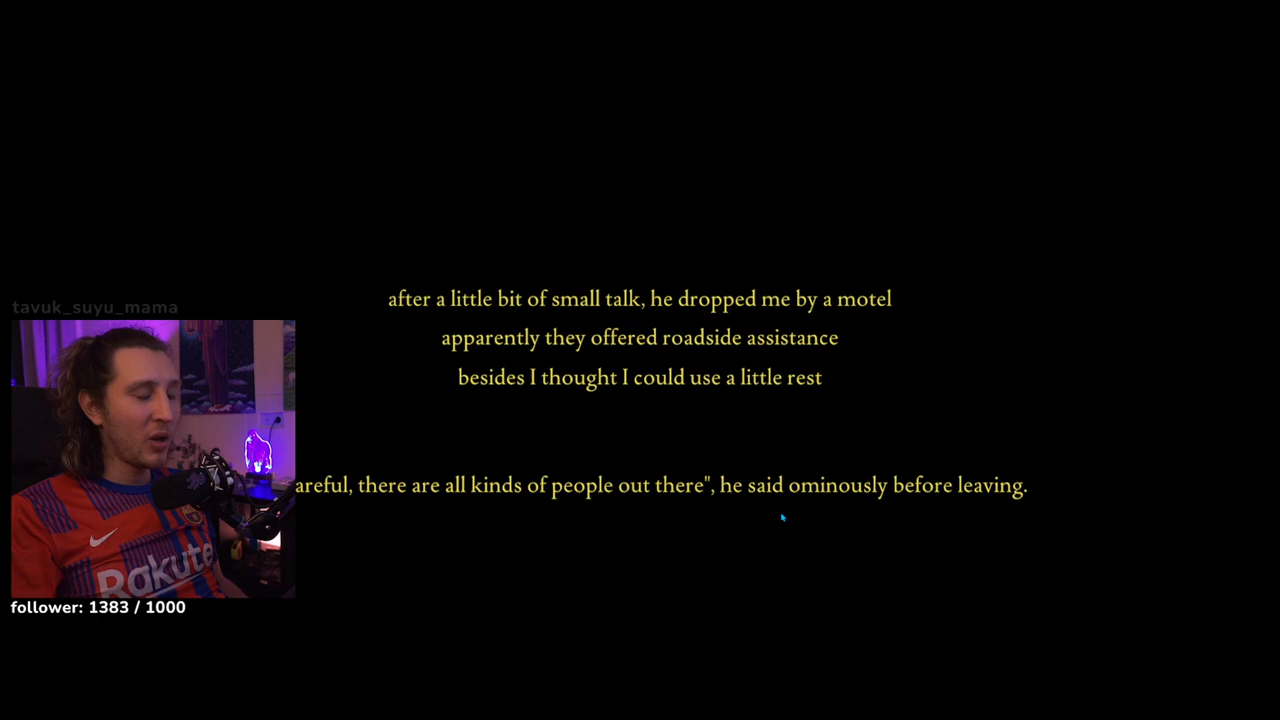 after a little bit of small talk, he dropped me by a motel
tavuk_suyu_mama
apparently they offered roadside assistance
besides I thought I could use a little rest
areful, there are all kinds of people out there", he said ominously before leaving.
Rakute
follower: 1383 / 1000